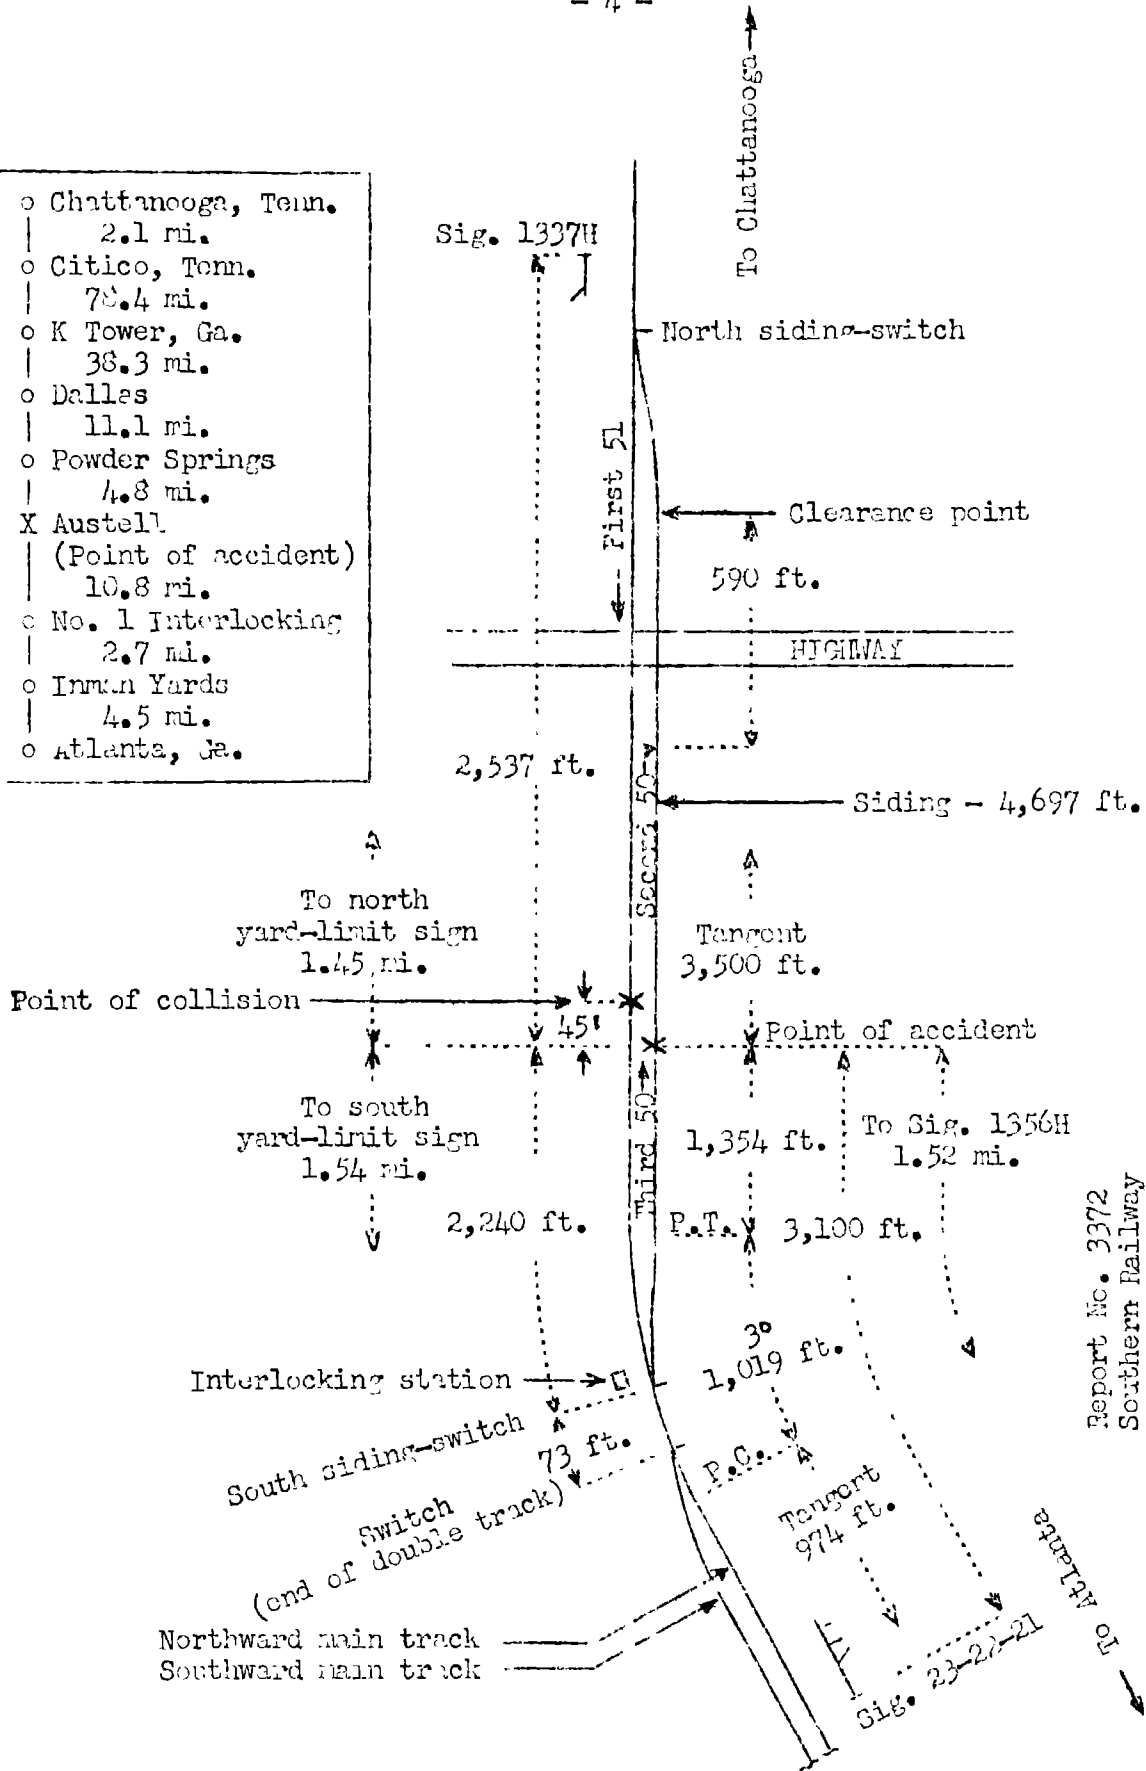 - 4 -
To Chattanooga
o Chattanooga, Tenn.
2.1 mi.
o Citico, Tenn.
78.4 mi.
o K Tower, Ga.
38.3 mi.
o Dallas
11.1 mi.
o Powder Springs
4.8 mi.
X Austell
(Point of accident)
10.8 mi.
o No. 1 Interlocking
2.7 mi.
o Inman Yards
4.5 mi.
o Atlanta, Ga.
Sig. 1337H
North siding-switch
First 51
Clearance point
590 ft.
HIGHWAY
2,537 ft.
Second 50
Siding - 4,697 ft.
To north
yard-limit sign
1.45 mi.
Tangent
3,500 ft.
Point of collision
45'
Point of accident
To south
yard-limit sign
1.54 mi.
Third 50
1,354 ft.
To Sig. 1356H
1.52 mi.
2,240 ft.
P.T.
3,100 ft.
3°
1,019 ft.
Interlocking station
South siding-switch
73 ft.
P.C.
Switch
(end of double track)
Tangent
974 ft.
Northward main track
Southward main track
Sig. 23-22-21
To Atlanta
Report No. 3372
Southern Railway